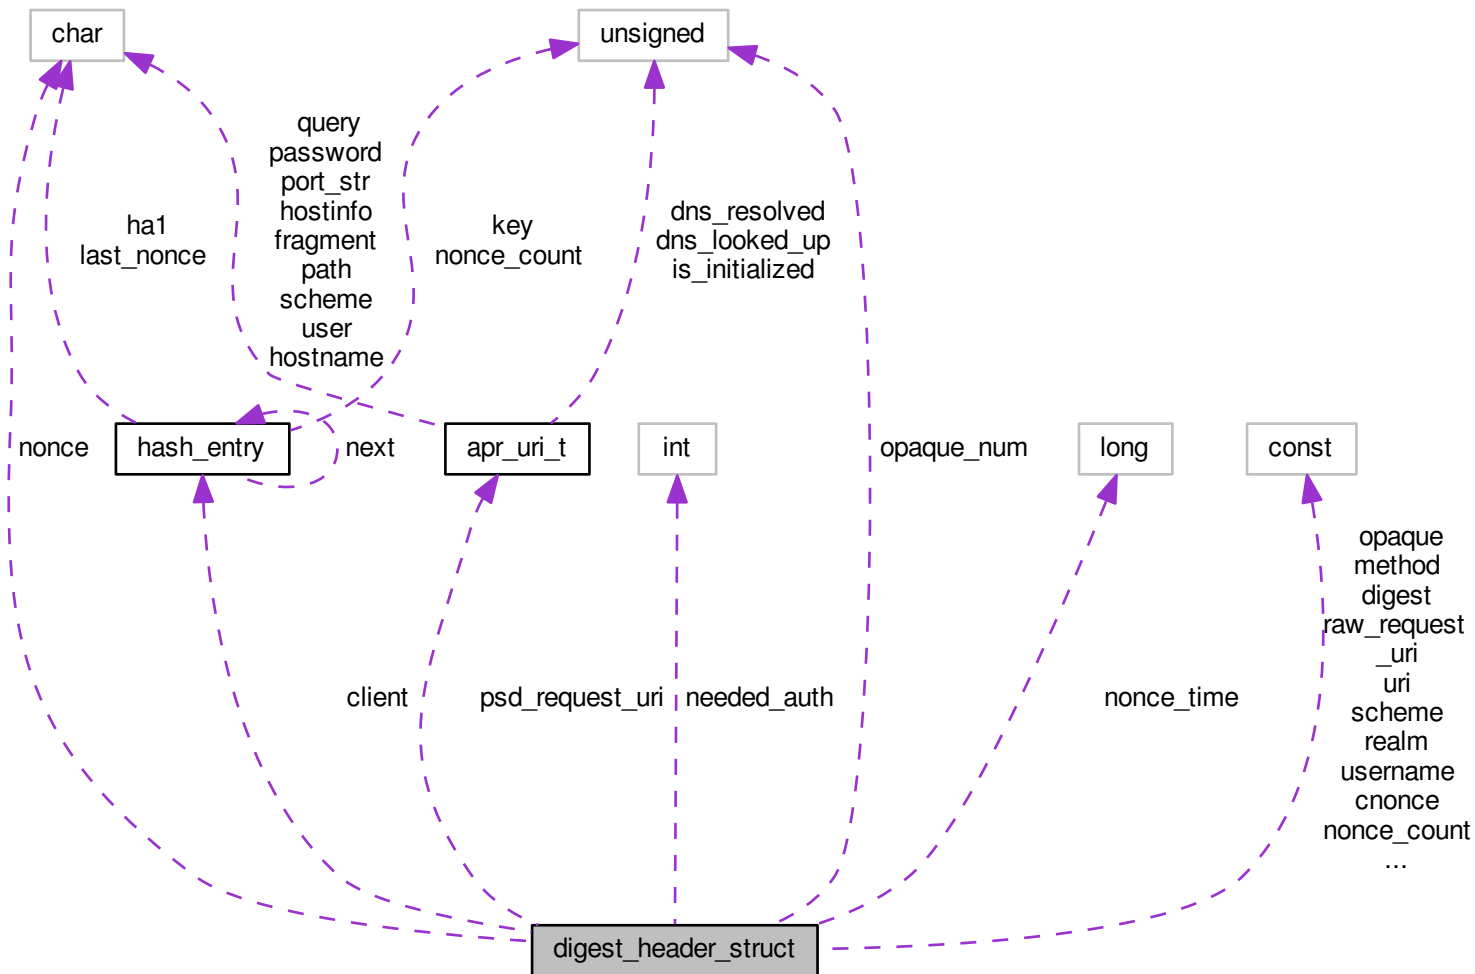 char
unsigned
query
password
port_str
hostinfo
fragment
path
scheme
user
hostname
ha1
last_nonce
key
nonce_count
dns_resolved
dns_looked_up
is_initialized
nonce
hash_entry
next
apr_uri_t
int
opaque_num
long
const
client
psd_request_uri
needed_auth
nonce_time
opaque
method
digest
raw_request
_uri
uri
scheme
realm
username
cnonce
nonce_count
...
digest_header_struct